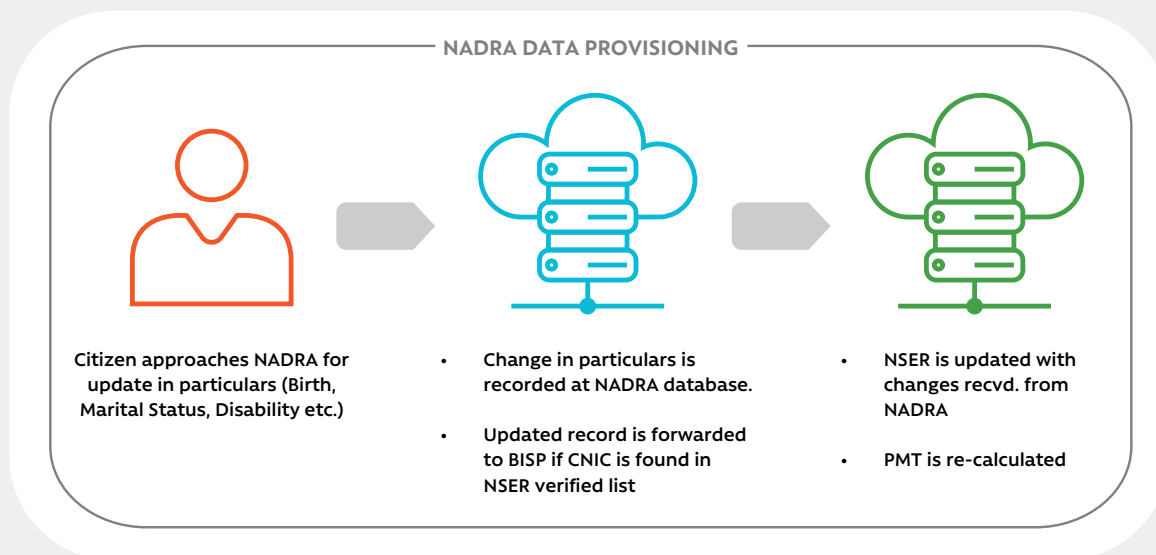 NADRA DATA PROVISIONING
Citizen approaches NADRA for
update in particulars (Birth,
Marital Status, Disability etc.)
• Change in particulars is
recorded at NADRA database.
• Updated record is forwarded
to BISP if CNIC is found in
NSER verified list
• NSER is updated with
changes recvd. from
NADRA
• PMT is re-calculated